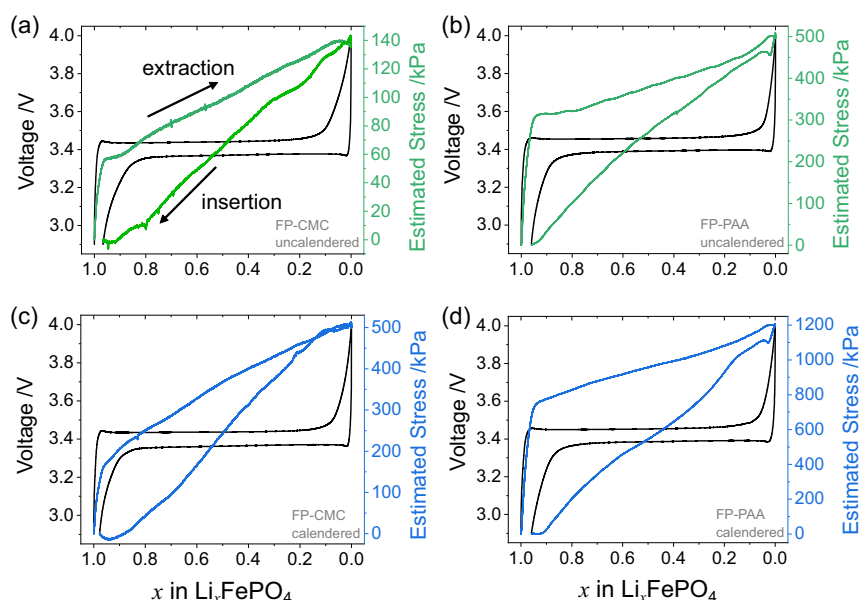 (a)
4.0
3.8
3.6
3.4
3.2
3.0
Voltage /V
extraction
insertion
FP-CMC
uncalendered
140
120
100
80
60
40
20
0
Estimated Stress /kPa
1.0 0.8 0.6 0.4 0.2 0.0
(b)
4.0
3.8
3.6
3.4
3.2
3.0
Voltage /V
FP-PAA
uncalendered
500
400
300
200
100
0
Estimated Stress /kPa
1.0 0.8 0.6 0.4 0.2 0.0
(c)
4.0
3.8
3.6
3.4
3.2
3.0
Voltage /V
FP-CMC
calendered
500
400
300
200
100
0
Estimated Stress /kPa
1.0 0.8 0.6 0.4 0.2 0.0
x in LixFePO4
(d)
4.0
3.8
3.6
3.4
3.2
3.0
Voltage /V
FP-PAA
calendered
1200
1000
800
600
400
200
0
Estimated Stress /kPa
1.0 0.8 0.6 0.4 0.2 0.0
x in LixFePO4